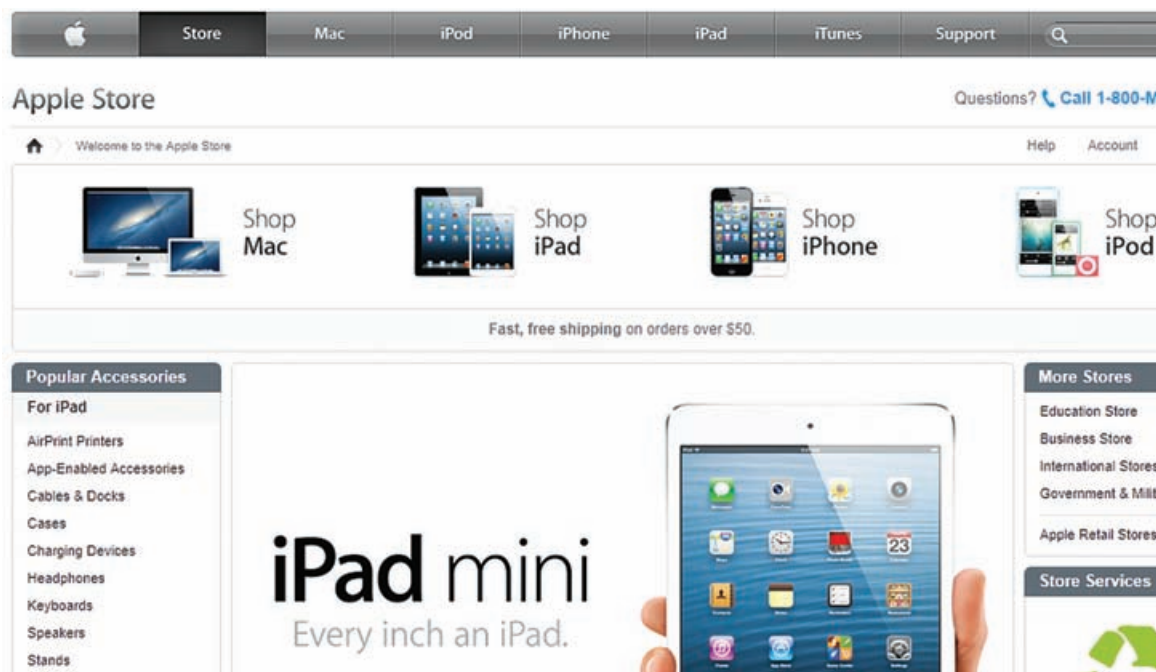 Store Mac iPod iPhone iPad iTunes Support
Apple Store
Questions? Call 1-800-M
Welcome to the Apple Store
Help Account
Shop Mac
Shop iPad
Shop iPhone
Shop iPod
Fast, free shipping on orders over $50.
Popular Accessories
For iPad
AirPrint Printers
App-Enabled Accessories
Cables & Docks
Cases
Charging Devices
Headphones
Keyboards
Speakers
Stands
iPad mini
Every inch an iPad.
23
More Stores
Education Store
Business Store
International Stores
Government & Milit
Apple Retail Stores
Store Services